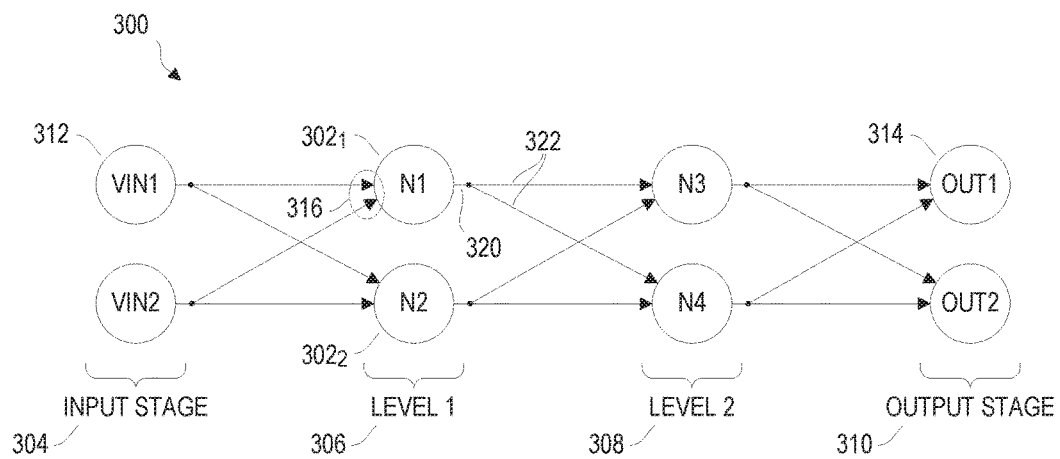 300
312
302₁
322
314
VIN1
N1
N3
OUT1
316
320
VIN2
N2
N4
OUT2
302₂
INPUT STAGE
LEVEL 1
LEVEL 2
OUTPUT STAGE
304
306
308
310